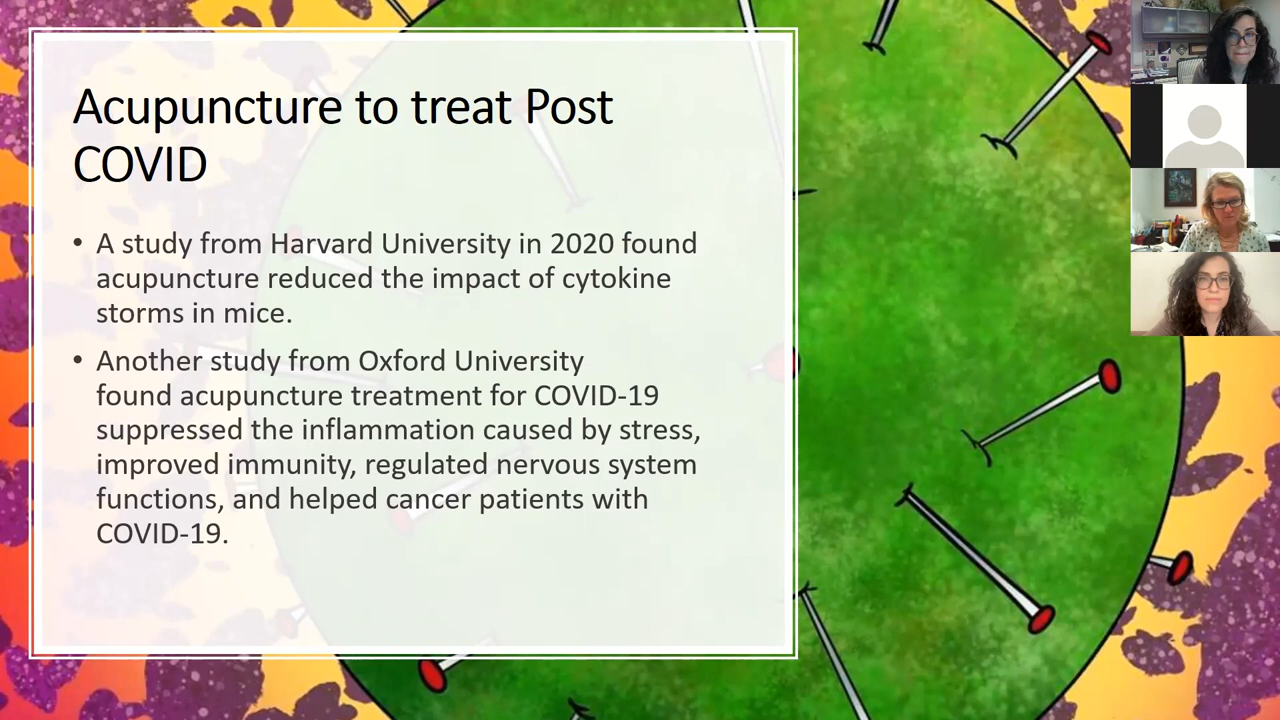 Acupuncture to treat Post
COVID
• A study from Harvard University in 2020 found
acupuncture reduced the impact of cytokine
storms in mice.
• Another study from Oxford University
found acupuncture treatment for COVID-19
suppressed the inflammation caused by stress,
improved immunity, regulated nervous system
functions, and helped cancer patients with
COVID-19.